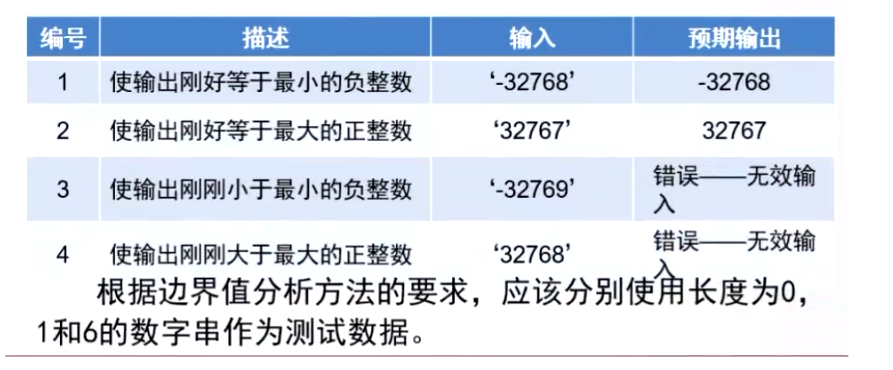 编号 描述 输入 预期输出
1 使输出刚好等于最小的负整数 ‘-32768’ -32768
2 使输出刚好等于最大的正整数 ‘32767’ 32767
3 使输出刚刚小于最小的负整数 ‘-32769’ 错误——无效输
入
4 使输出刚刚大于最大的正整数 ‘32768’ 错误——无效输
入
根据边界值分析方法的要求，应该分别使用长度为0，
1和6的数字串作为测试数据。